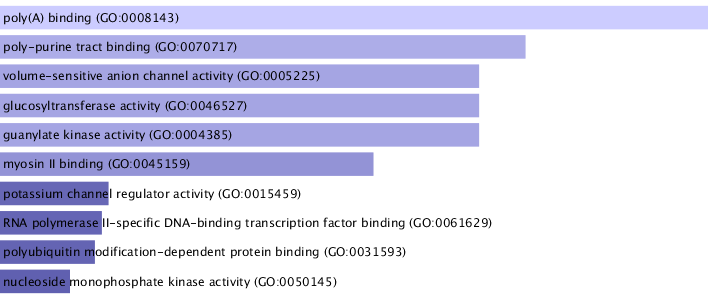 poly(A) binding (GO:0008143)
poly-purine tract binding (GO:0070717)
volume-sensitive anion channel activity (GO:0005225)
glucosyltransferase activity (GO:0046527)
guanylate kinase activity (GO:0004385)
myosin II binding (GO:0045159)
potassium channel regulator activity (GO:0015459)
RNA polymerase II-specific DNA-binding transcription factor binding (GO:0061629)
polyubiquitin modification-dependent protein binding (GO:0031593)
nucleoside monophosphate kinase activity (GO:0050145)